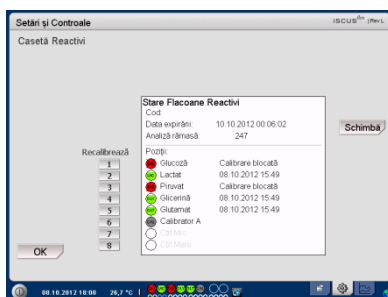 Setări și Controale
ISCUS
Casetă Reactivi
Stare Flacoane Reactivi
Cod:
Data expirării: 10.10.2012 00:06:02
Analiză rămasă: 247
Schimbă
Poziții:
Recalibrează
1 Glucoză Calibrare blocată
2 Lactat 08.10.2012 15:49
3 Piruvat Calibrare blocată
4 Glicerină 08.10.2012 15:49
5 Glutamat 08.10.2012 15:49
6 Calibrator A
7 Ctrl Mic
8 Ctrl Mare
OK
08.10.2012 18:08 26,7 °C